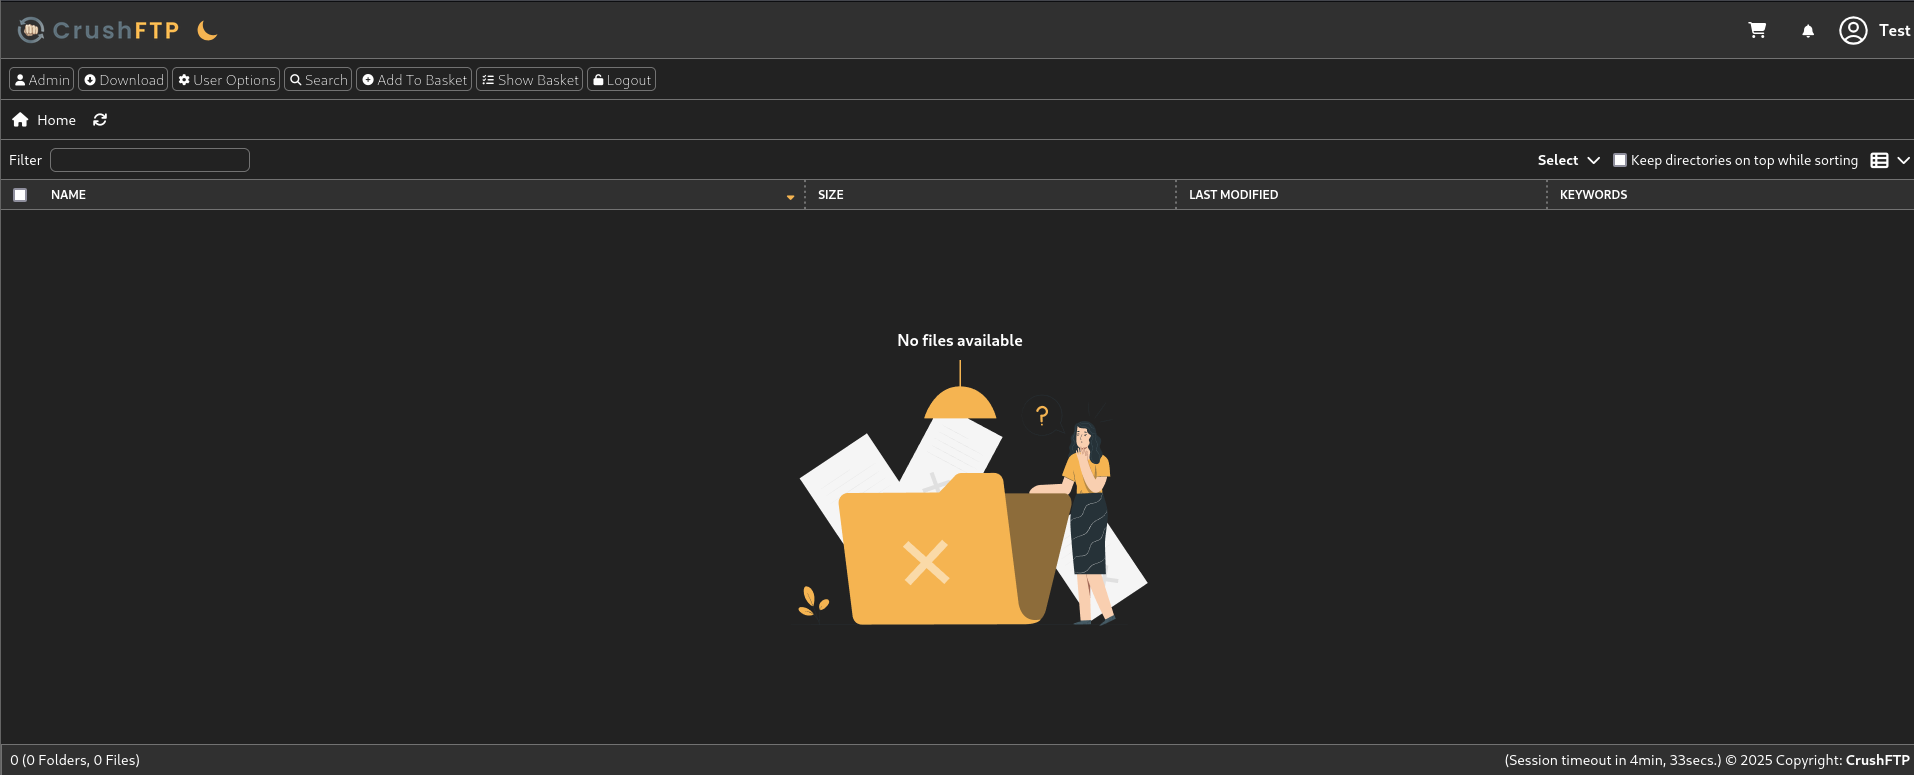 CrushFTP
Test
Admin Download User Options Search Add To Basket Show Basket Logout
Home
Filter
Select Keep directories on top while sorting
NAME SIZE LAST MODIFIED KEYWORDS
No files available
?
0 (0 Folders, 0 Files)
(Session timeout in 4min, 33secs.) © 2025 Copyright: CrushFTP